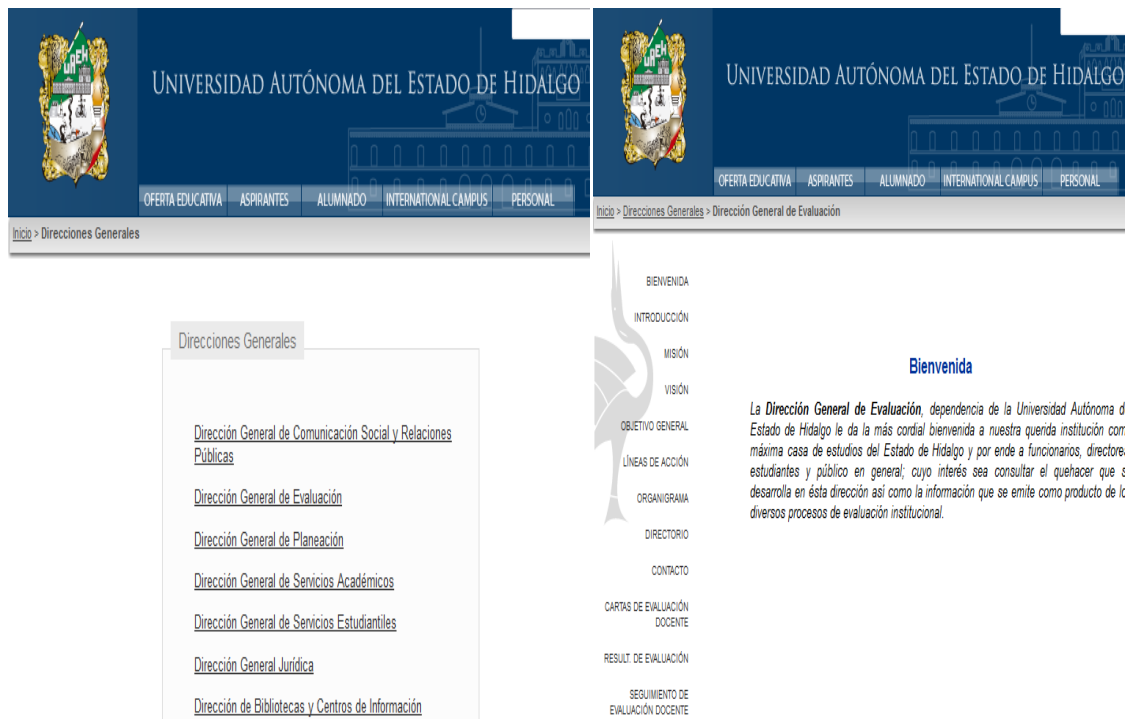 UAEH
UNIVERSIDAD AUTÓNOMA DEL ESTADO DE HIDALGO
OFERTA EDUCATIVA ASPIRANTES ALUMNADO INTERNATIONAL CAMPUS PERSONAL
Inicio > Direcciones Generales
Direcciones Generales
Dirección General de Comunicación Social y Relaciones
Públicas
Dirección General de Evaluación
Dirección General de Planeación
Dirección General de Servicios Académicos
Dirección General de Servicios Estudiantiles
Dirección General Jurídica
Dirección de Bibliotecas y Centros de Información
UAEH
UNIVERSIDAD AUTÓNOMA DEL ESTADO DE HIDALGO
OFERTA EDUCATIVA ASPIRANTES ALUMNADO INTERNATIONAL CAMPUS PERSONAL
Inicio > Direcciones Generales > Dirección General de Evaluación
BIENVENIDA
INTRODUCCIÓN
MISIÓN
VISIÓN
OBJETIVO GENERAL
LÍNEAS DE ACCIÓN
ORGANIGRAMA
DIRECTORIO
CONTACTO
CARTAS DE EVALUACIÓN
DOCENTE
RESULT. DE EVALUACIÓN
SEGUIMIENTO DE
EVALUACIÓN DOCENTE
Bienvenida
La Dirección General de Evaluación, dependencia de la Universidad Autónoma d
Estado de Hidalgo le da la más cordial bienvenida a nuestra querida institución com
máxima casa de estudios del Estado de Hidalgo y por ende a funcionarios, directores
estudiantes y público en general; cuyo interés sea consultar el quehacer que s
desarrolla en ésta dirección así como la información que se emite como producto de lo
diversos procesos de evaluación institucional.